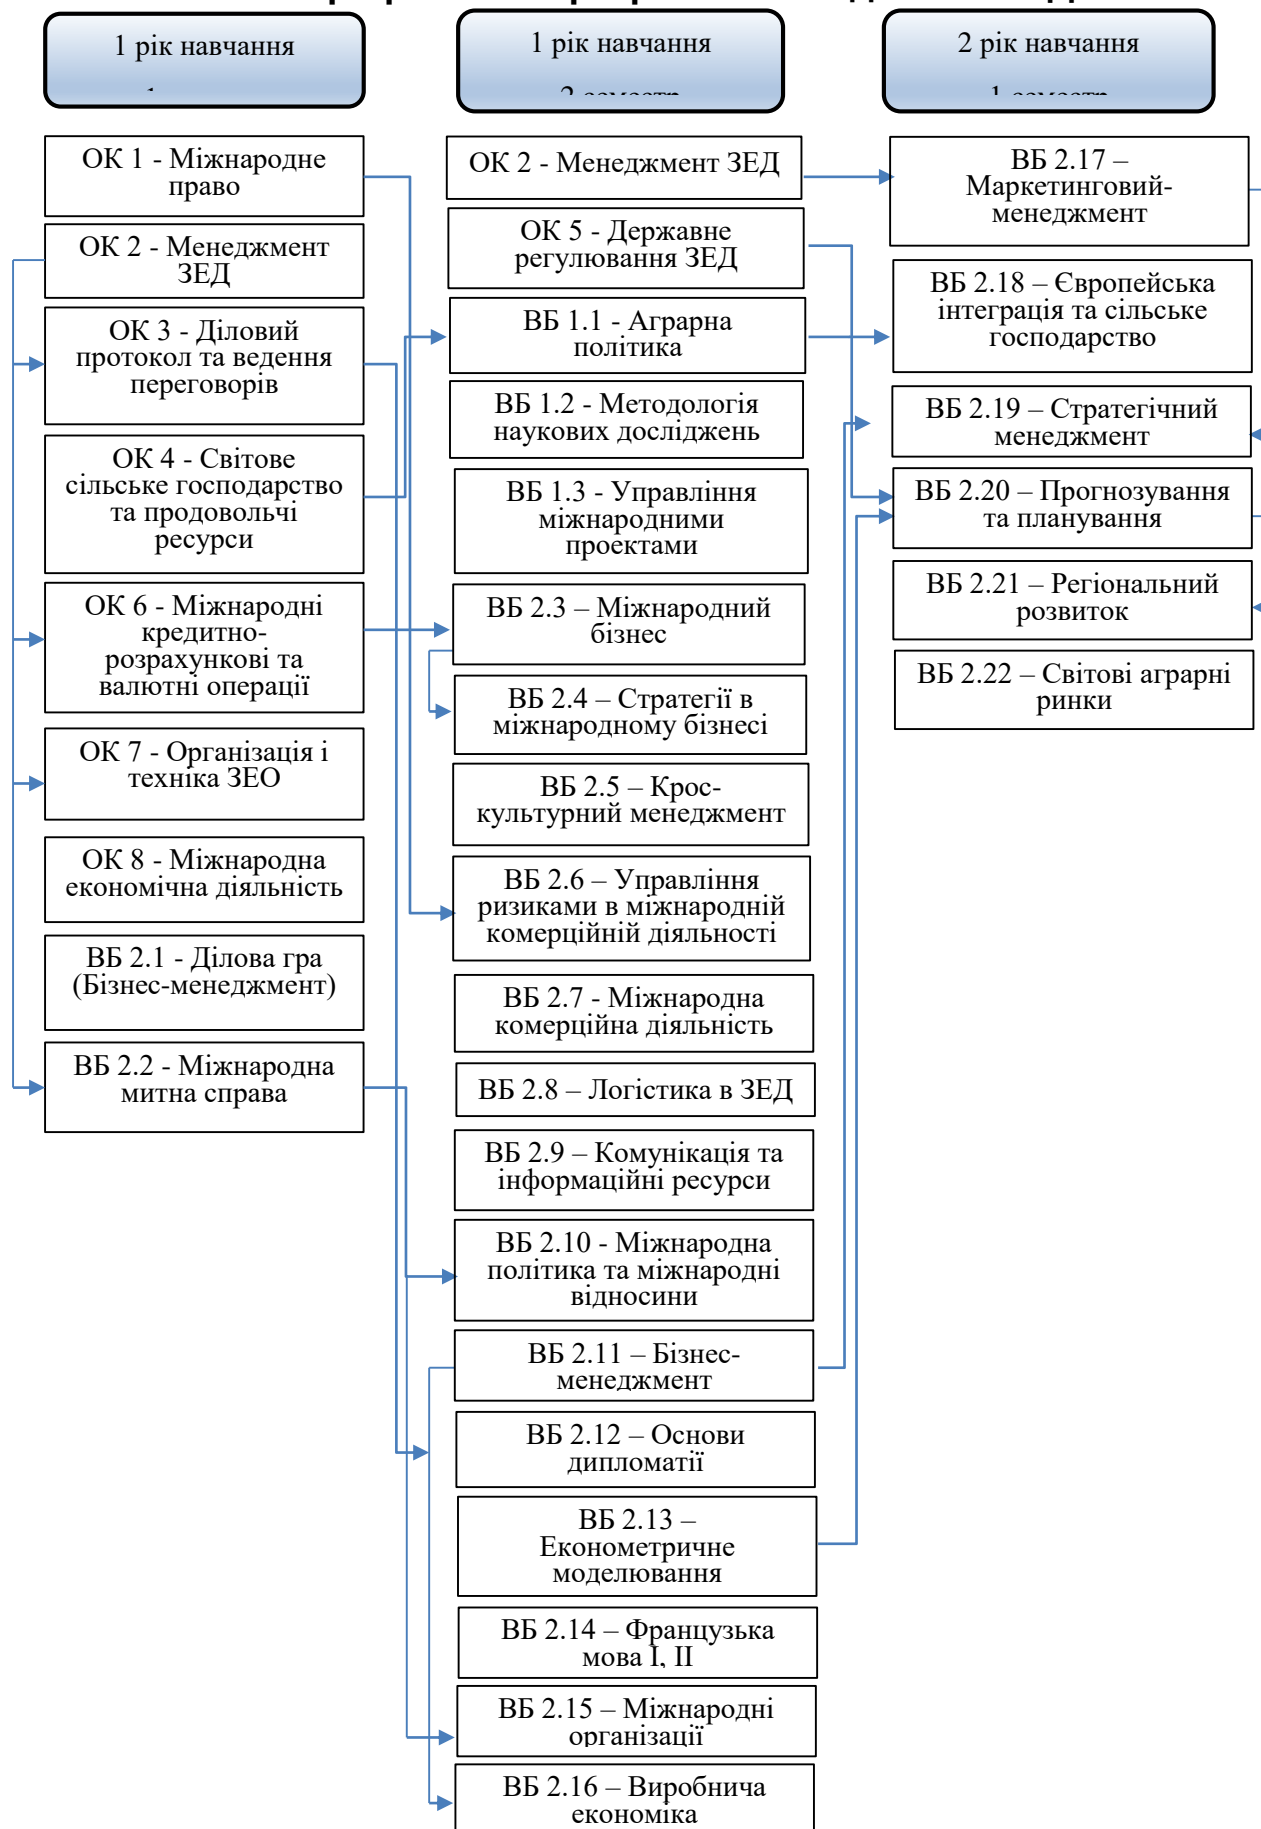 1 рік навчання
1 рік навчання
2 семестр
2 рік навчання
1 семестр
ОК 1 - Міжнародне
право
ОК 2 - Менеджмент
ЗЕД
ОК 3 - Діловий
протокол та ведення
переговорів
ОК 4 - Світове
сільське господарство
та продовольчі
ресурси
ОК 6 - Міжнародні
кредитно-
розрахункові та
валютні операції
ОК 7 - Організація і
техніка ЗЕО
ОК 8 - Міжнародна
економічна діяльність
ВБ 2.1 - Ділова гра
(Бізнес-менеджмент)
ВБ 2.2 - Міжнародна
митна справа
ОК 2 - Менеджмент ЗЕД
ОК 5 - Державне
регулювання ЗЕД
ВБ 1.1 - Аграрна
політика
ВБ 1.2 - Методологія
наукових досліджень
ВБ 1.3 - Управління
міжнародними
проектами
ВБ 2.3 – Міжнародний
бізнес
ВБ 2.4 – Стратегії в
міжнародному бізнесі
ВБ 2.5 – Крос-
культурний менеджмент
ВБ 2.6 – Управління
ризиками в міжнародній
комерційній діяльності
ВБ 2.7 - Міжнародна
комерційна діяльність
ВБ 2.8 – Логістика в ЗЕД
ВБ 2.9 – Комунікація та
інформаційні ресурси
ВБ 2.10 - Міжнародна
політика та міжнародні
відносини
ВБ 2.11 – Бізнес-
менеджмент
ВБ 2.12 – Основи
дипломатії
ВБ 2.13 –
Економетричне
моделювання
ВБ 2.14 – Французька
мова І, ІІ
ВБ 2.15 – Міжнародні
організації
ВБ 2.16 – Виробнича
економіка
ВБ 2.17 –
Маркетинговий-
менеджмент
ВБ 2.18 – Європейська
інтеграція та сільське
господарство
ВБ 2.19 – Стратегічний
менеджмент
ВБ 2.20 – Прогнозування
та планування
ВБ 2.21 – Регіональний
розвиток
ВБ 2.22 – Світові аграрні
ринки